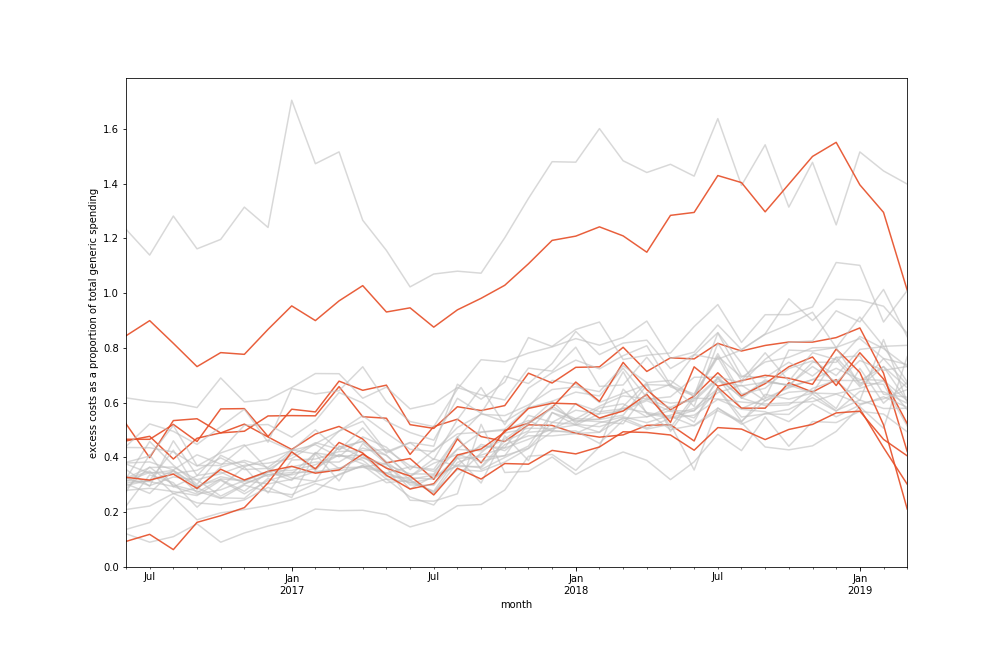 excess costs as a proportion of total generic spending
1.6
1.4
1.2
1.0
0.8
0.6
0.4
0.2
0.0
Jul Jan Jul Jan Jul Jan
2017 2018 2019
month